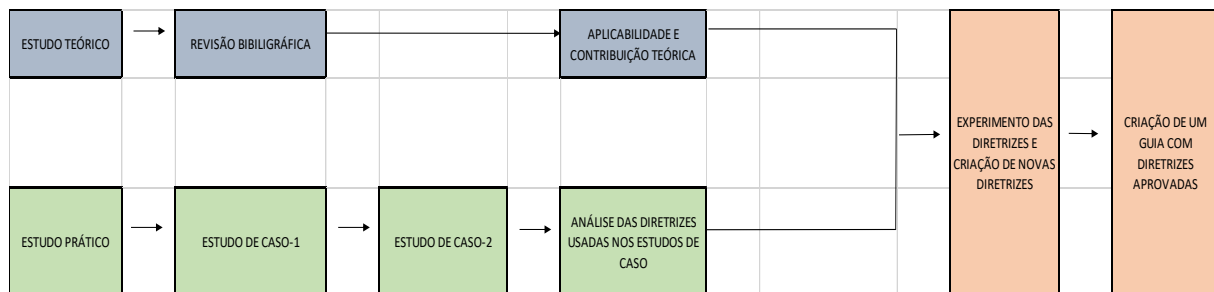 ESTUDO TEÓRICO
REVISÃO BIBILIGRÁFICA
APLICABILIDADE E
CONTRIBUIÇÃO TEÓRICA
ESTUDO PRÁTICO
ESTUDO DE CASO-1
ESTUDO DE CASO-2
ANÁLISE DAS DIRETRIZES
USADAS NOS ESTUDOS DE
CASO
EXPERIMENTO DAS
DIRETRIZES E
CRIAÇÃO DE NOVAS
DIRETRIZES
CRIAÇÃO DE UM
GUIA COM
DIRETRIZES
APROVADAS